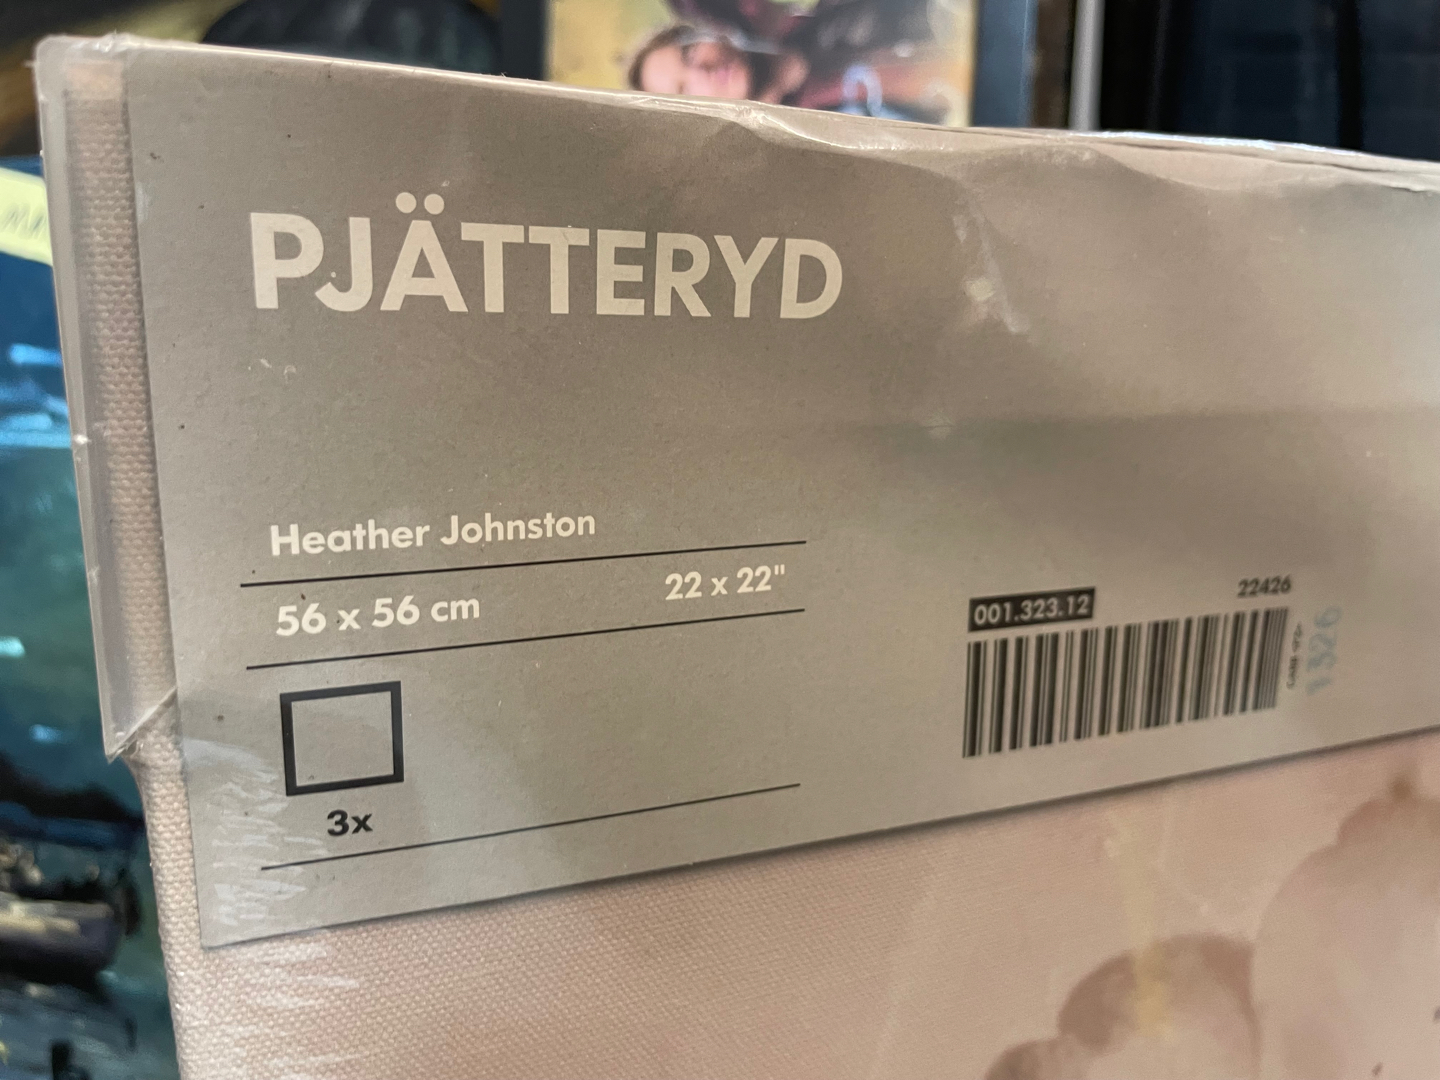 PJÄTTERYD
Heather Johnston
56 x 56 cm
22 x 22"
3x
001.323.12
22426
1326